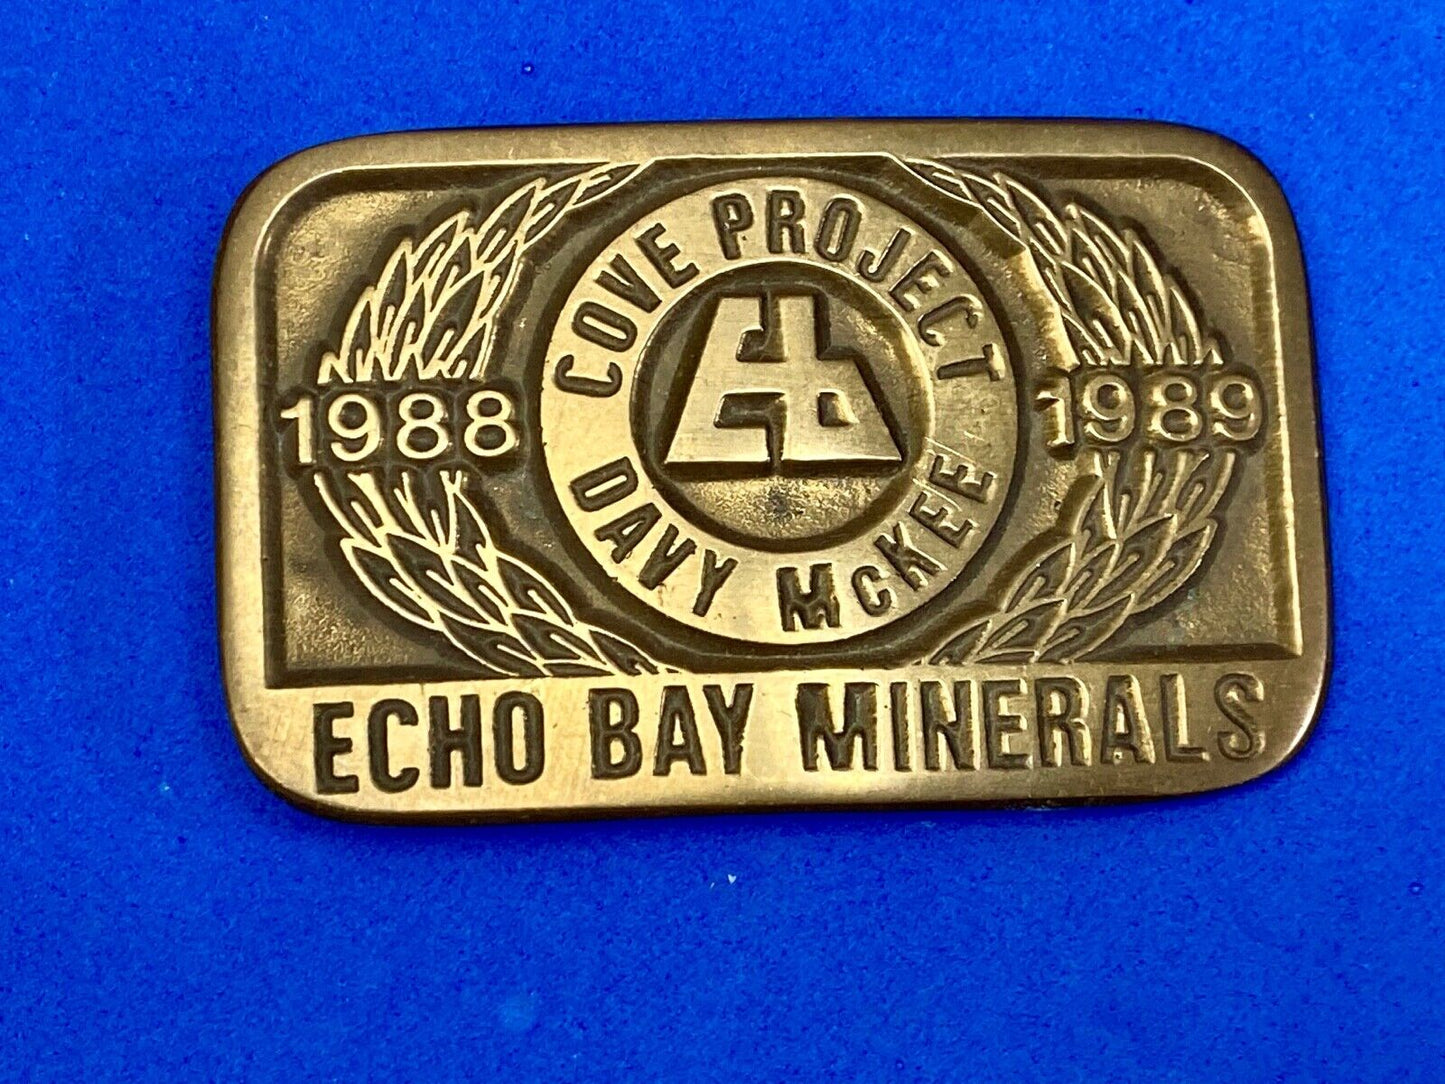 COVE PROJECT
1988
1989
DAVY McKEE
ECHO BAY MINERALS